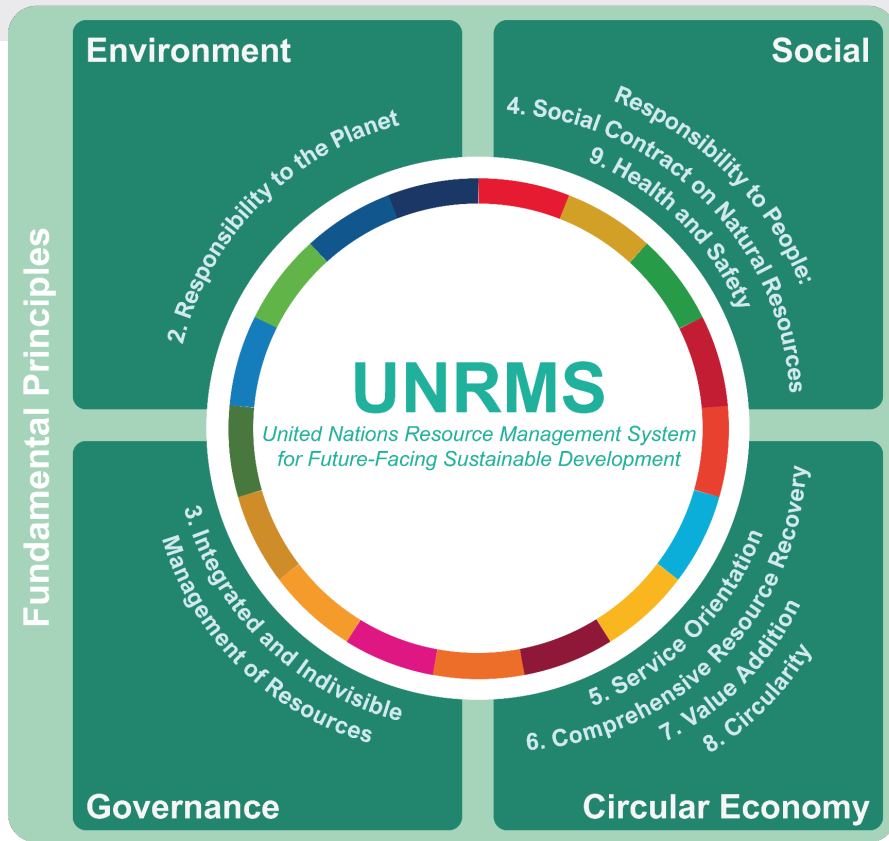 Fundamental Principles
Environment
2. Responsibility to the Planet
Social
Responsibility to People:
4. Social Contract on Natural Resources
9. Health and Safety
UNRMS
United Nations Resource Management System
for Future-Facing Sustainable Development
3. Integrated and Indivisible
Management of Resources
Governance
5. Service Orientation
6. Comprehensive Resource Recovery
7. Value Addition
8. Circularity
Circular Economy